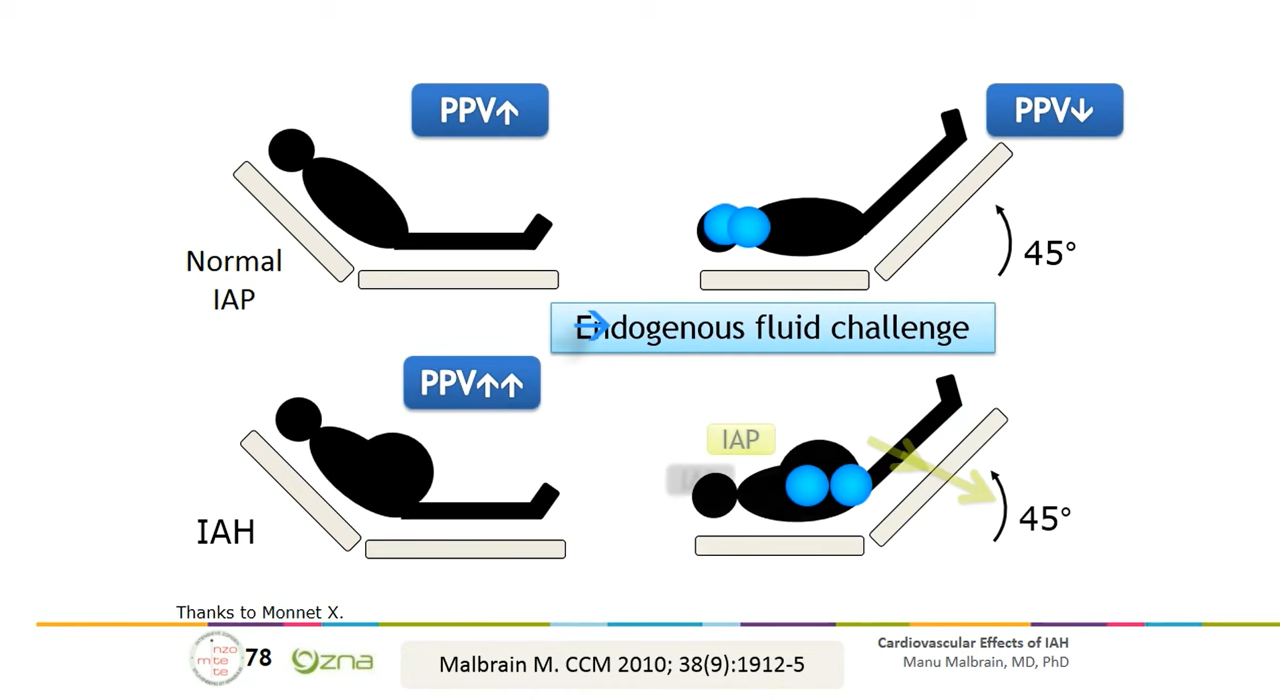 PPV↑
PPV↓
Normal
IAP
45°
Endogenous fluid challenge
PPV↑↑
IAP
IAH
45°
Thanks to Monnet X.
78
ozna
Malbrain M. CCM 2010; 38(9):1912-5
Cardiovascular Effects of IAH
Manu Malbrain, MD, PhD